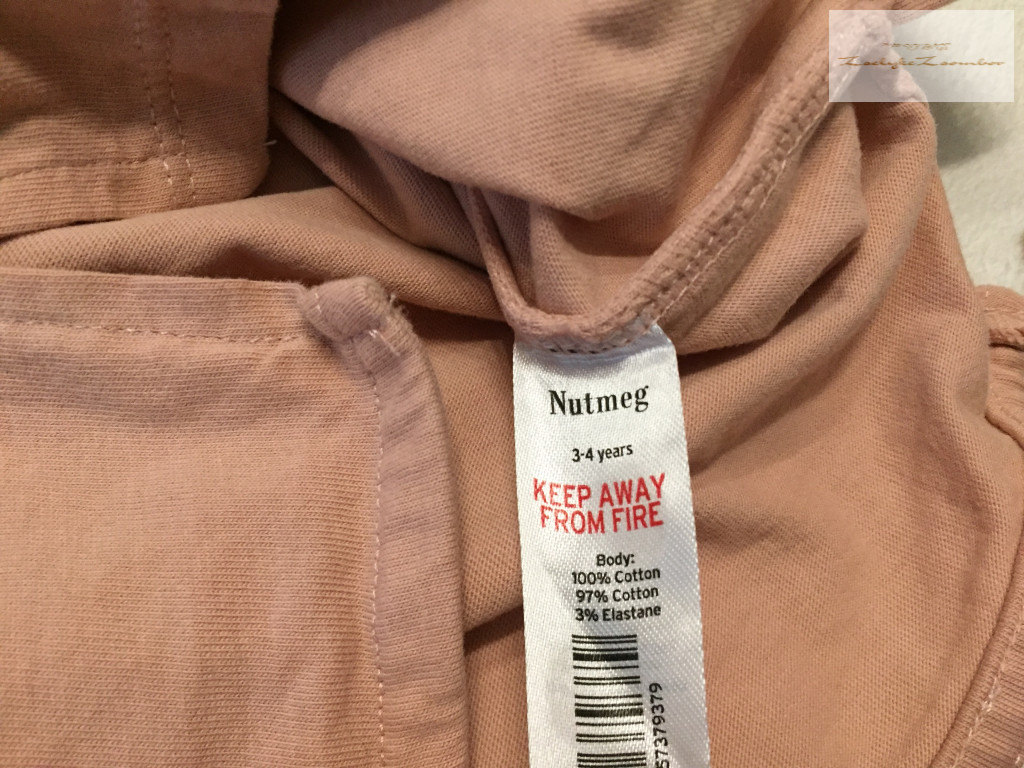 Nutmeg
3-4 years
KEEP AWAY
FROM FIRE
Body:
100% Cotton
97% Cotton
3% Elastane
57379379